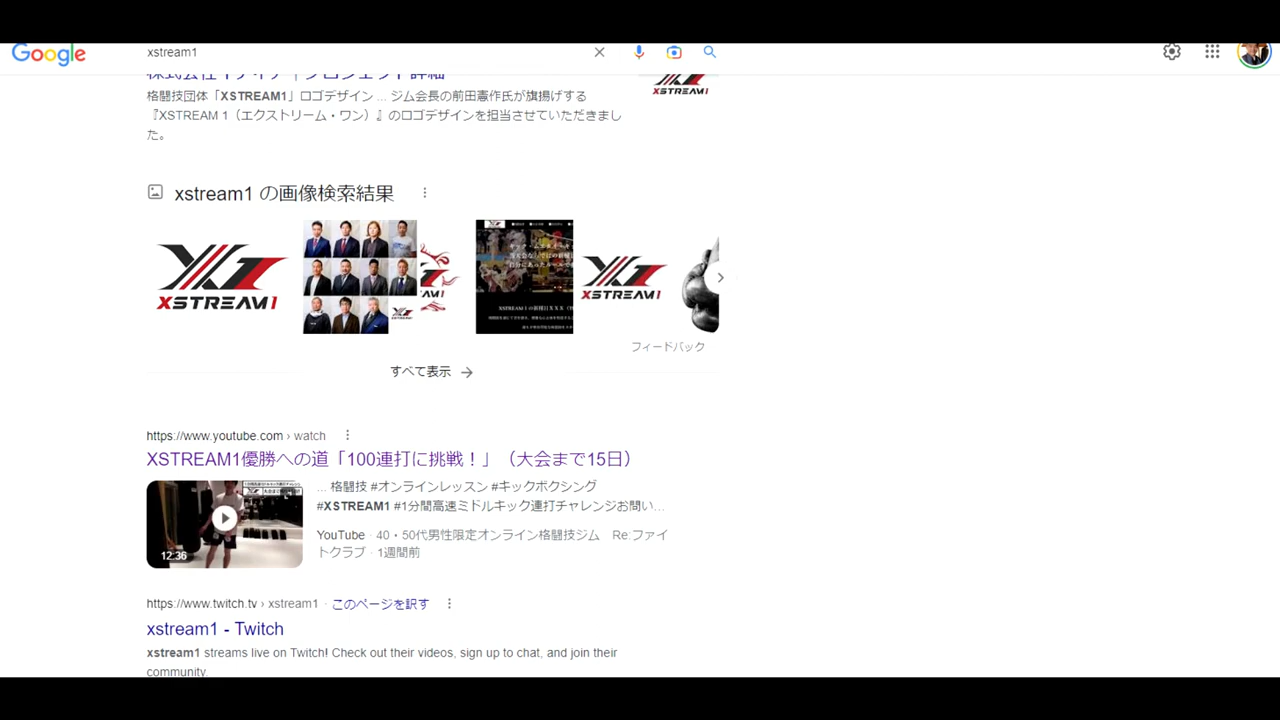 Google
xstream1
格闘技団体「XSTREAM1」ロゴデザイン ... ジム会長の前田憲作氏が旗揚げする
『XSTREAM 1（エクストリーム・ワン）』のロゴデザインを担当させていただきまし
た。
XSTREAM1
xstream1 の画像検索結果
X1
XSTREAM1
XSTREAM1
フィードバック
すべて表示
https://www.youtube.com › watch
XSTREAM1優勝への道「100連打に挑戦！」（大会まで15日）
... 格闘技 #オンラインレッスン #キックボクシング
#XSTREAM1 #1分間高速ミドルキック連打チャレンジお問い...
12:36
YouTube · 40・50代男性限定オンライン格闘技ジム Re:ファイ
トクラブ · 1週間前
https://www.twitch.tv › xstream1 · このページを訳す
xstream1 - Twitch
xstream1 streams live on Twitch! Check out their videos, sign up to chat, and join their
community.